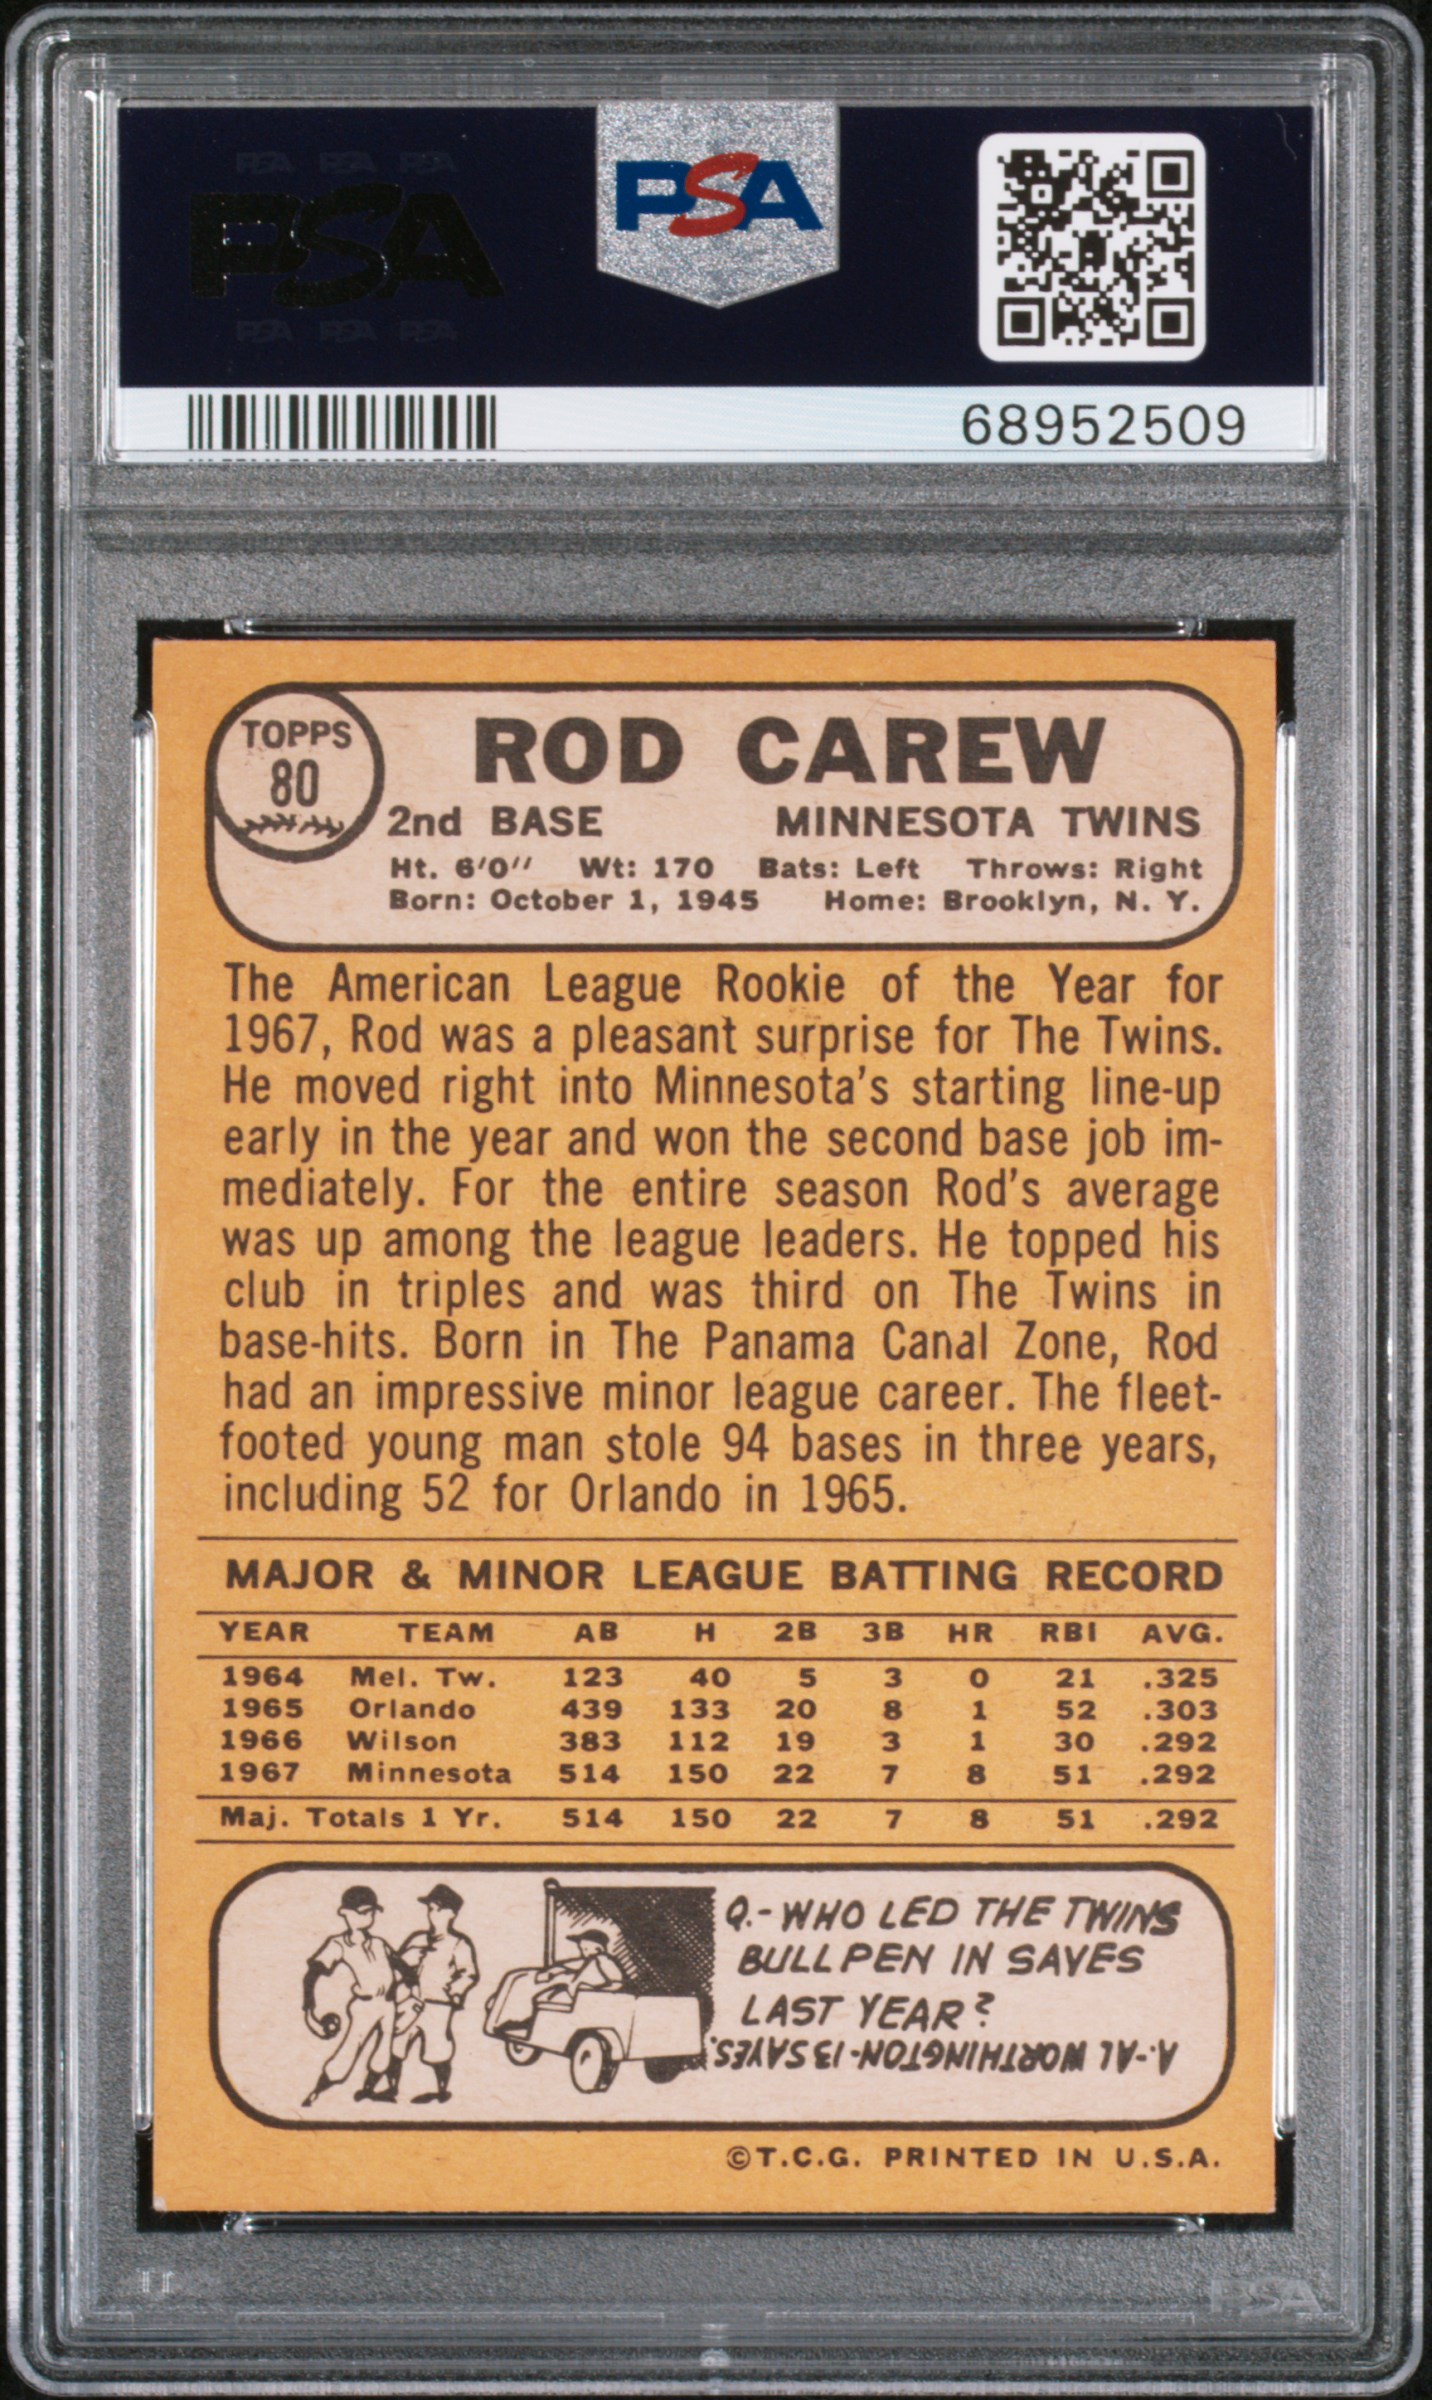 PSA PSA PSA
PSA
PSA PSA PSA
PSA
68952509
TOPPS
80
ROD CAREW
2nd BASE MINNESOTA TWINS
Ht. 6'0'' Wt: 170 Bats: Left Throws: Right
Born: October 1, 1945 Home: Brooklyn, N. Y.
The American League Rookie of the Year for
1967, Rod was a pleasant surprise for The Twins.
He moved right into Minnesota's starting line-up
early in the year and won the second base job im-
mediately. For the entire season Rod's average
was up among the league leaders. He topped his
club in triples and was third on The Twins in
base-hits. Born in The Panama Canal Zone, Rod
had an impressive minor league career. The fleet-
footed young man stole 94 bases in three years,
including 52 for Orlando in 1965.
MAJOR & MINOR LEAGUE BATTING RECORD
YEAR TEAM AB H 2B 3B HR RBI AVG.
1964 Mel. Tw. 123 40 5 3 0 21 .325
1965 Orlando 439 133 20 8 1 52 .303
1966 Wilson 383 112 19 3 1 30 .292
1967 Minnesota 514 150 22 7 8 51 .292
Maj. Totals 1 Yr. 514 150 22 7 8 51 .292
Q.-WHO LED THE TWINS
BULLPEN IN SAVES
LAST YEAR?
A.-AL WORTHINGTON-13 SAVES.
©T.C.G. PRINTED IN U.S.A.
PSA